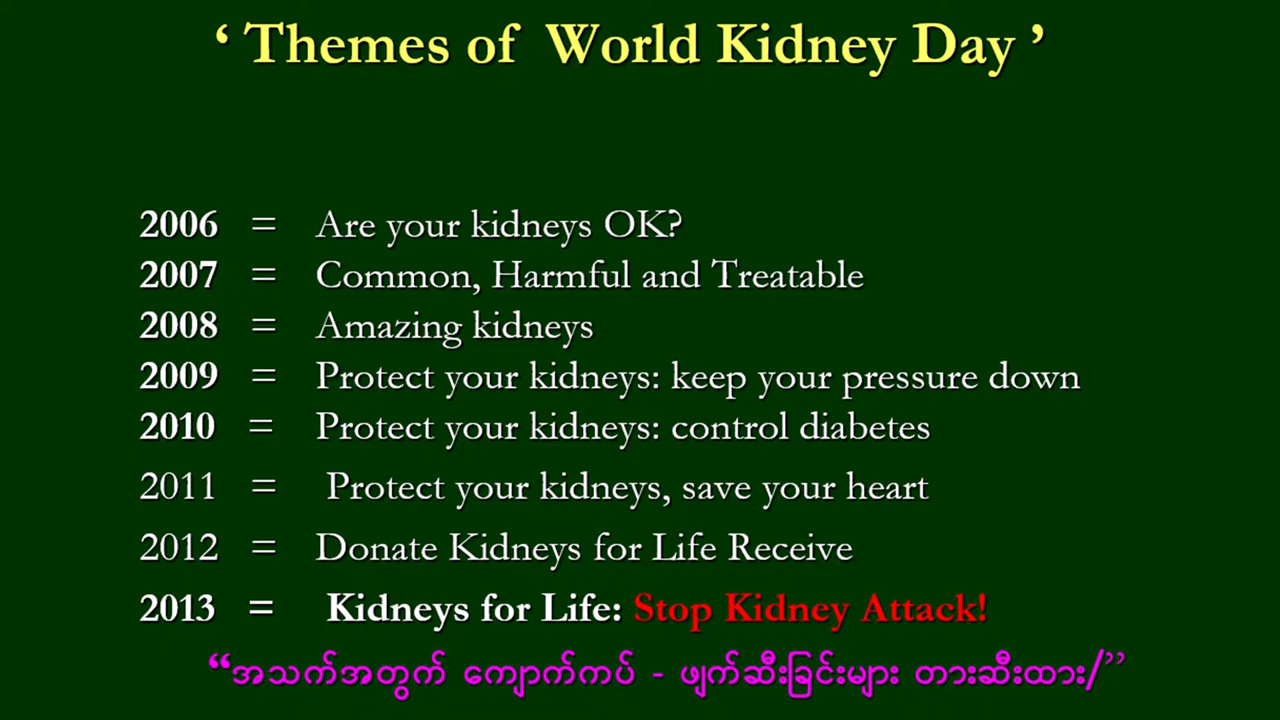 ‘ Themes of World Kidney Day ’
2006 = Are your kidneys OK?
2007 = Common, Harmful and Treatable
2008 = Amazing kidneys
2009 = Protect your kidneys: keep your pressure down
2010 = Protect your kidneys: control diabetes
2011 = Protect your kidneys, save your heart
2012 = Donate Kidneys for Life Receive
2013 = Kidneys for Life: Stop Kidney Attack!
“အသက်အတွက် ကျောက်ကပ် - ဖျက်ဆီးခြင်းများ တားဆီးထား/”